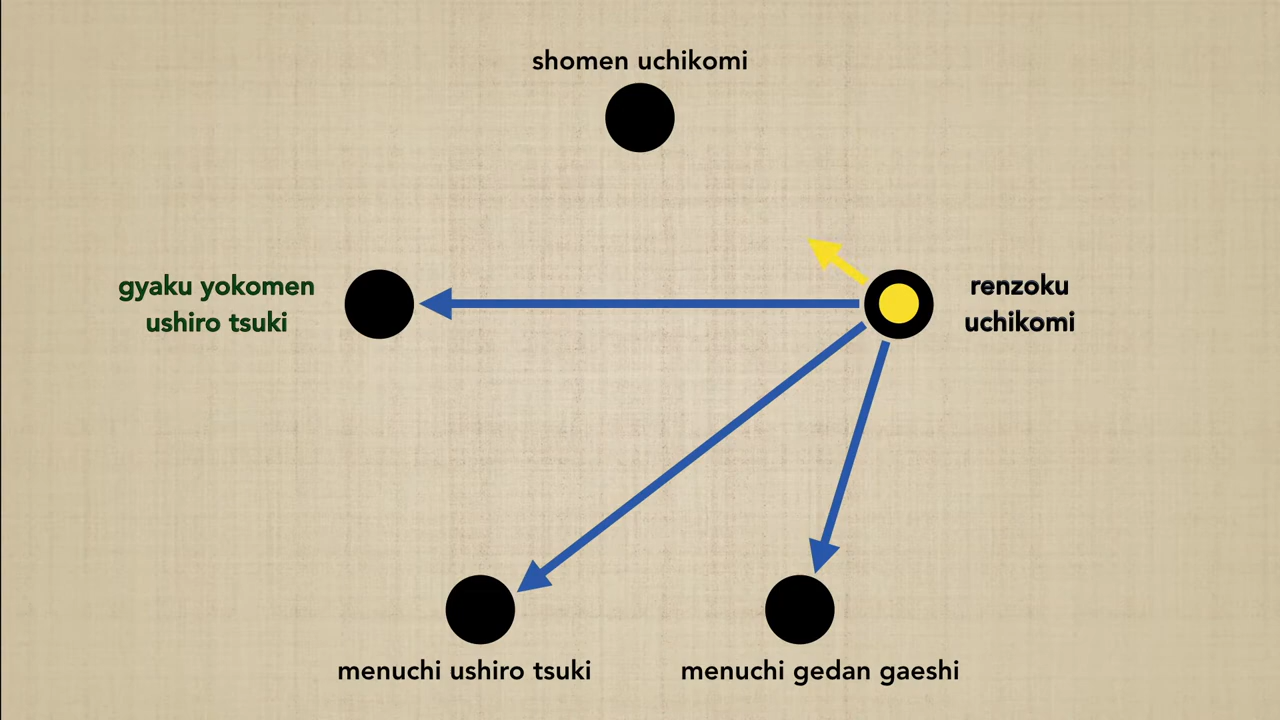 shomen uchikomi
gyaku yokomen
ushiro tsuki
renzoku
uchikomi
menuchi ushiro tsuki
menuchi gedan gaeshi